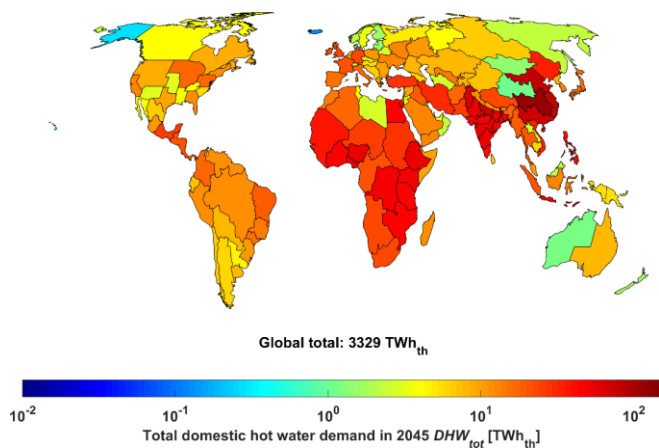 Global total: 3329 TWh_th
10^-2 10^-1 10^0 10^1 10^2
Total domestic hot water demand in 2045 DHW_tot [TWh_th]